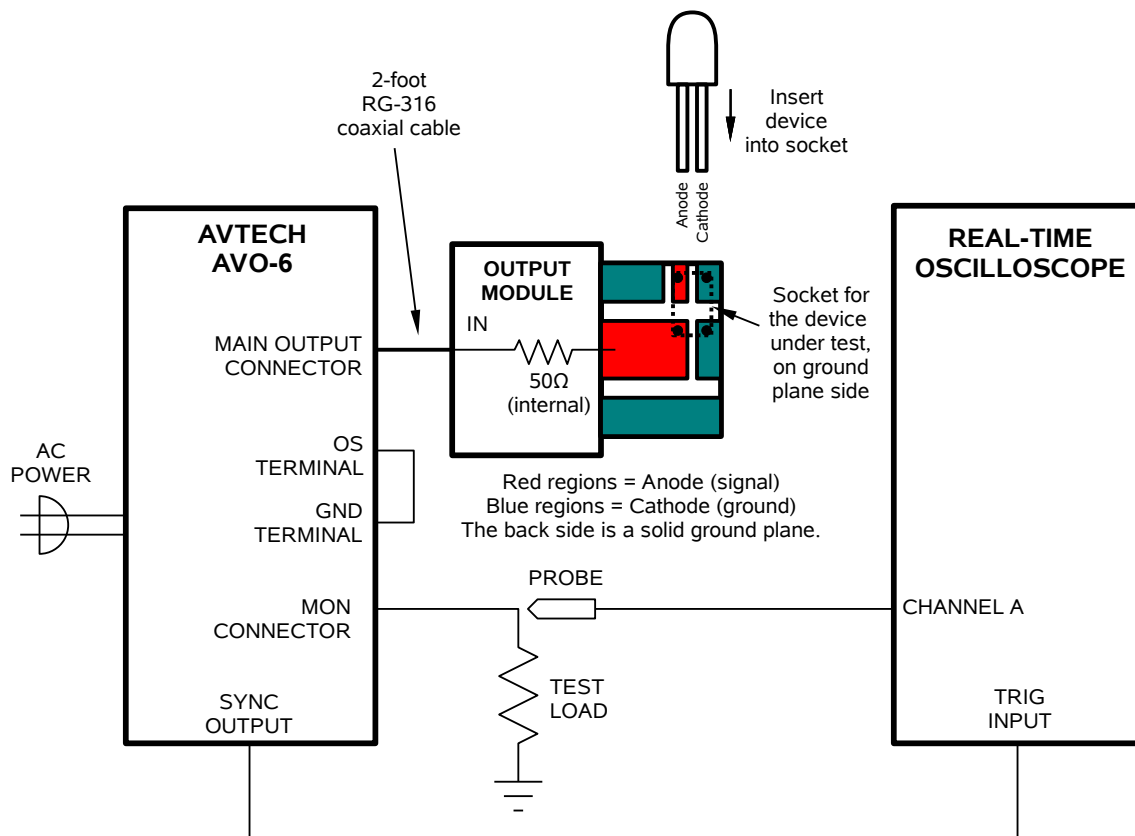 2-foot
RG-316
coaxial cable
Insert
device
into socket
Anode
Cathode
AVTECH
AVO-6
OUTPUT
MODULE
REAL-TIME
OSCILLOSCOPE
IN
50Ω
(internal)
Socket for
the device
under test,
on ground
plane side
MAIN OUTPUT
CONNECTOR
AC
POWER
OS
TERMINAL
GND
TERMINAL
Red regions = Anode (signal)
Blue regions = Cathode (ground)
The back side is a solid ground plane.
PROBE
MON
CONNECTOR
CHANNEL A
TEST
LOAD
SYNC
OUTPUT
TRIG
INPUT